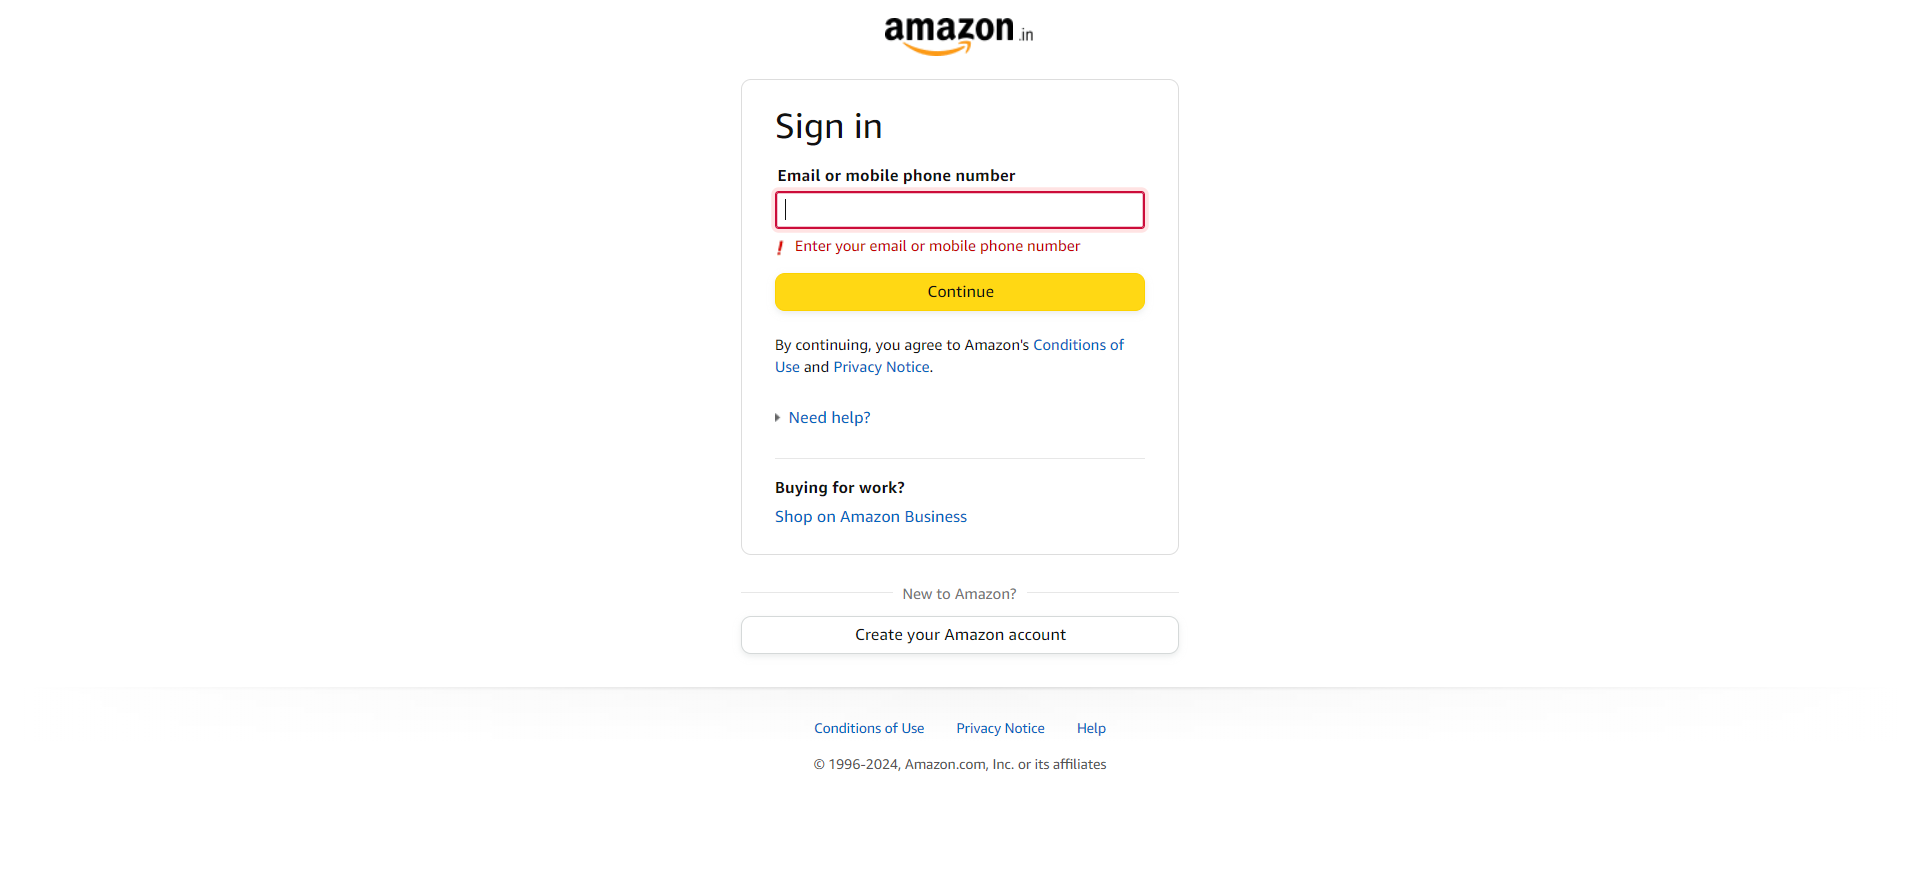 amazon.in
Sign in
Email or mobile phone number
Enter your email or mobile phone number
Continue
By continuing, you agree to Amazon's Conditions of
Use and Privacy Notice.
Need help?
Buying for work?
Shop on Amazon Business
New to Amazon?
Create your Amazon account
Conditions of Use Privacy Notice Help
© 1996-2024, Amazon.com, Inc. or its affiliates